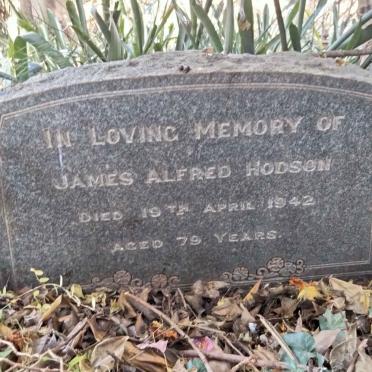 IN LOVING MEMORY OF
JAMES ALFRED HODSON
DIED 19TH APRIL 1942
AGED 79 YEARS.